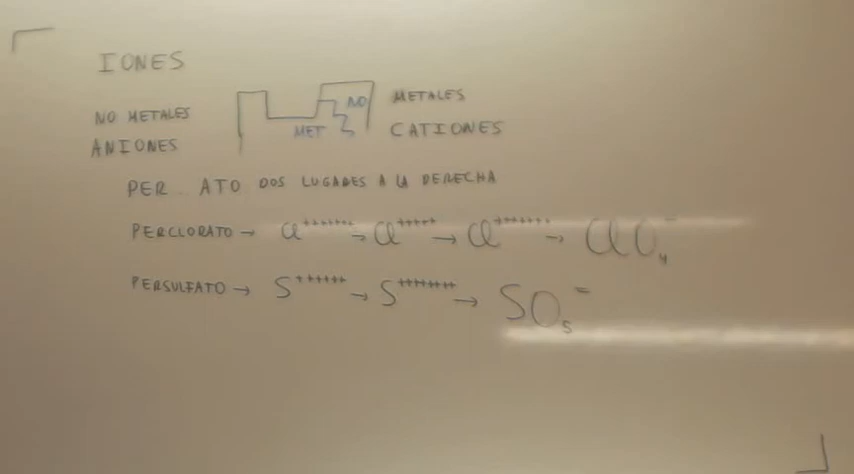 IONES
NO METALES
ANIONES
MET
NO
METALES
CATIONES
PER ... ATO DOS LUGARES A LA DERECHA
PERCLORATO → Cl+++++++ → Cl+++++ → Cl+++++++ → ClO₄⁻
PERSULFATO → S++++++ → S++++++++ → SO₅⁼